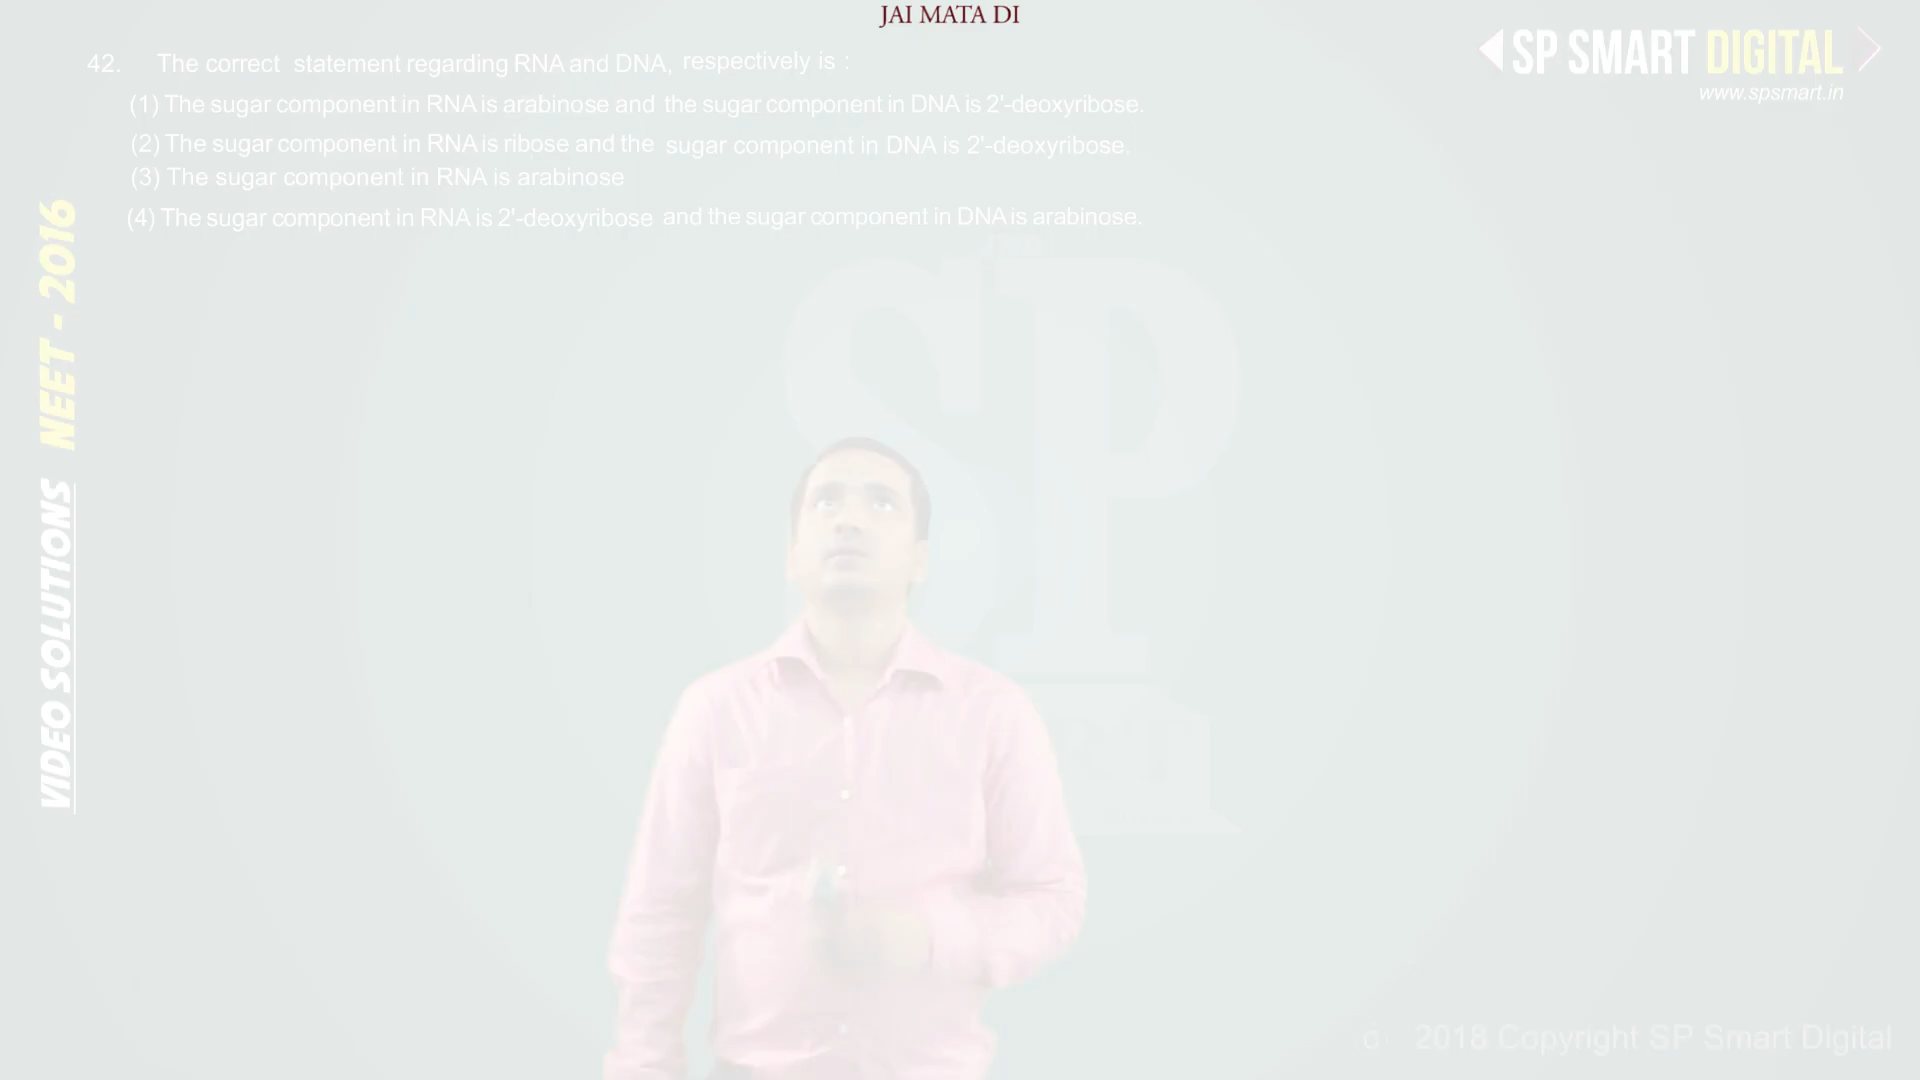 JAI MATA DI
SP SMART DIGITAL
www.spsmart.in
42. The correct statement regarding RNA and DNA, respectively is :
(1) The sugar component in RNA is arabinose and the sugar component in DNA is 2'-deoxyribose.
(2) The sugar component in RNA is ribose and the sugar component in DNA is 2'-deoxyribose.
(3) The sugar component in RNA is arabinose
(4) The sugar component in RNA is 2'-deoxyribose and the sugar component in DNA is arabinose.
VIDEO SOLUTIONS NEET - 2016
SP
2018 Copyright SP Smart Digital